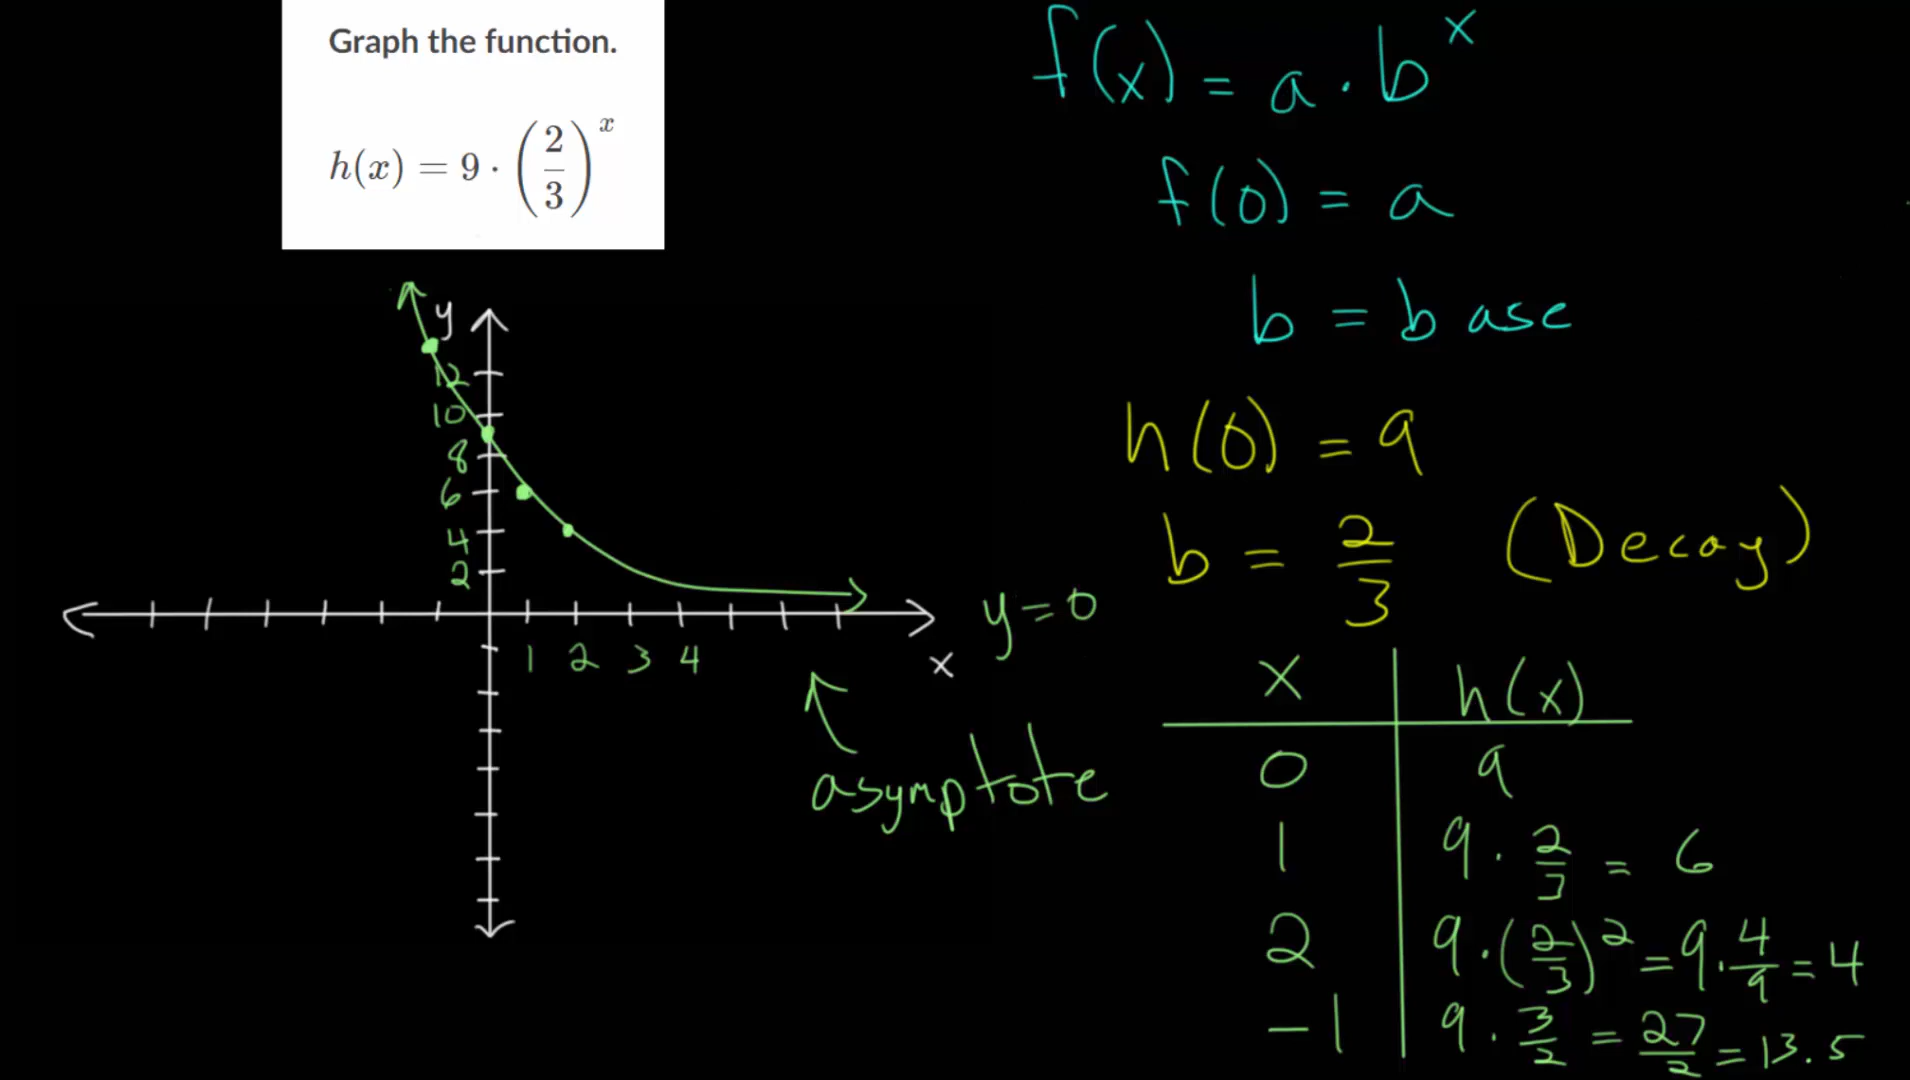 Graph the function.
h(x) = 9 · (2/3)^x
f(x) = a · b^x
f(0) = a
b = base
h(0) = 9
b = 2/3 (Decay)
y
12
10
8
6
4
2
1 2 3 4
x
y=0
asymptote
x | h(x)
0 | 9
1 | 9 · 2/3 = 6
2 | 9 · (2/3)^2 = 9 · 4/9 = 4
-1 | 9 · 3/2 = 27/2 = 13.5